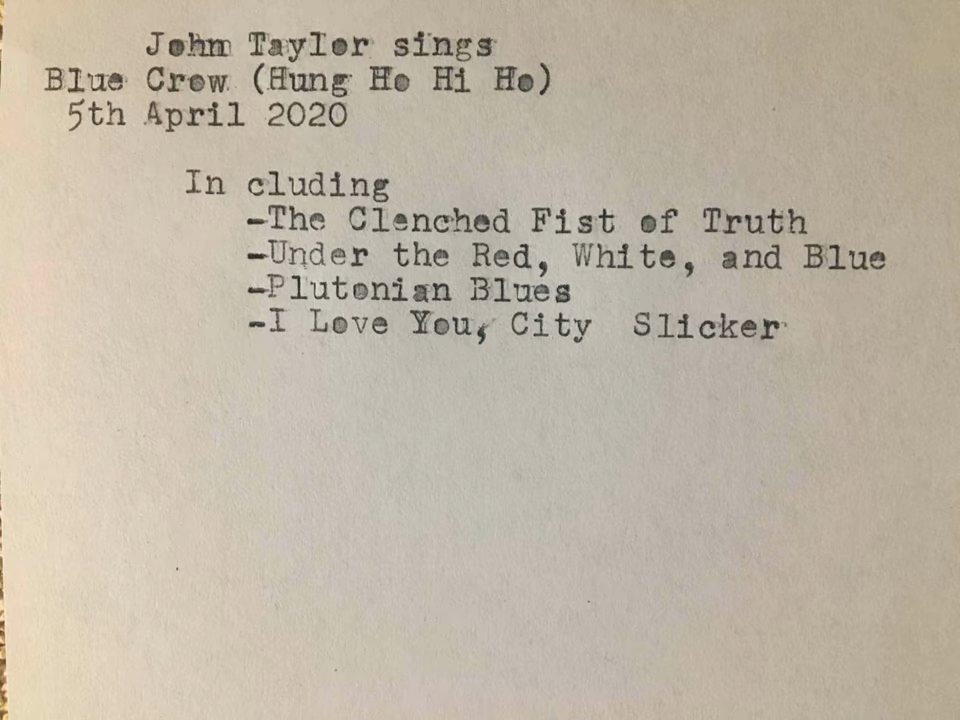 John Taylor sings
Blue Crow (Hung Ho Hi Ho)
5th April 2020
In cluding
-The Clenched Fist of Truth
-Under the Red, White, and Blue
-Plutonian Blues
-I Love You, City  Slicker